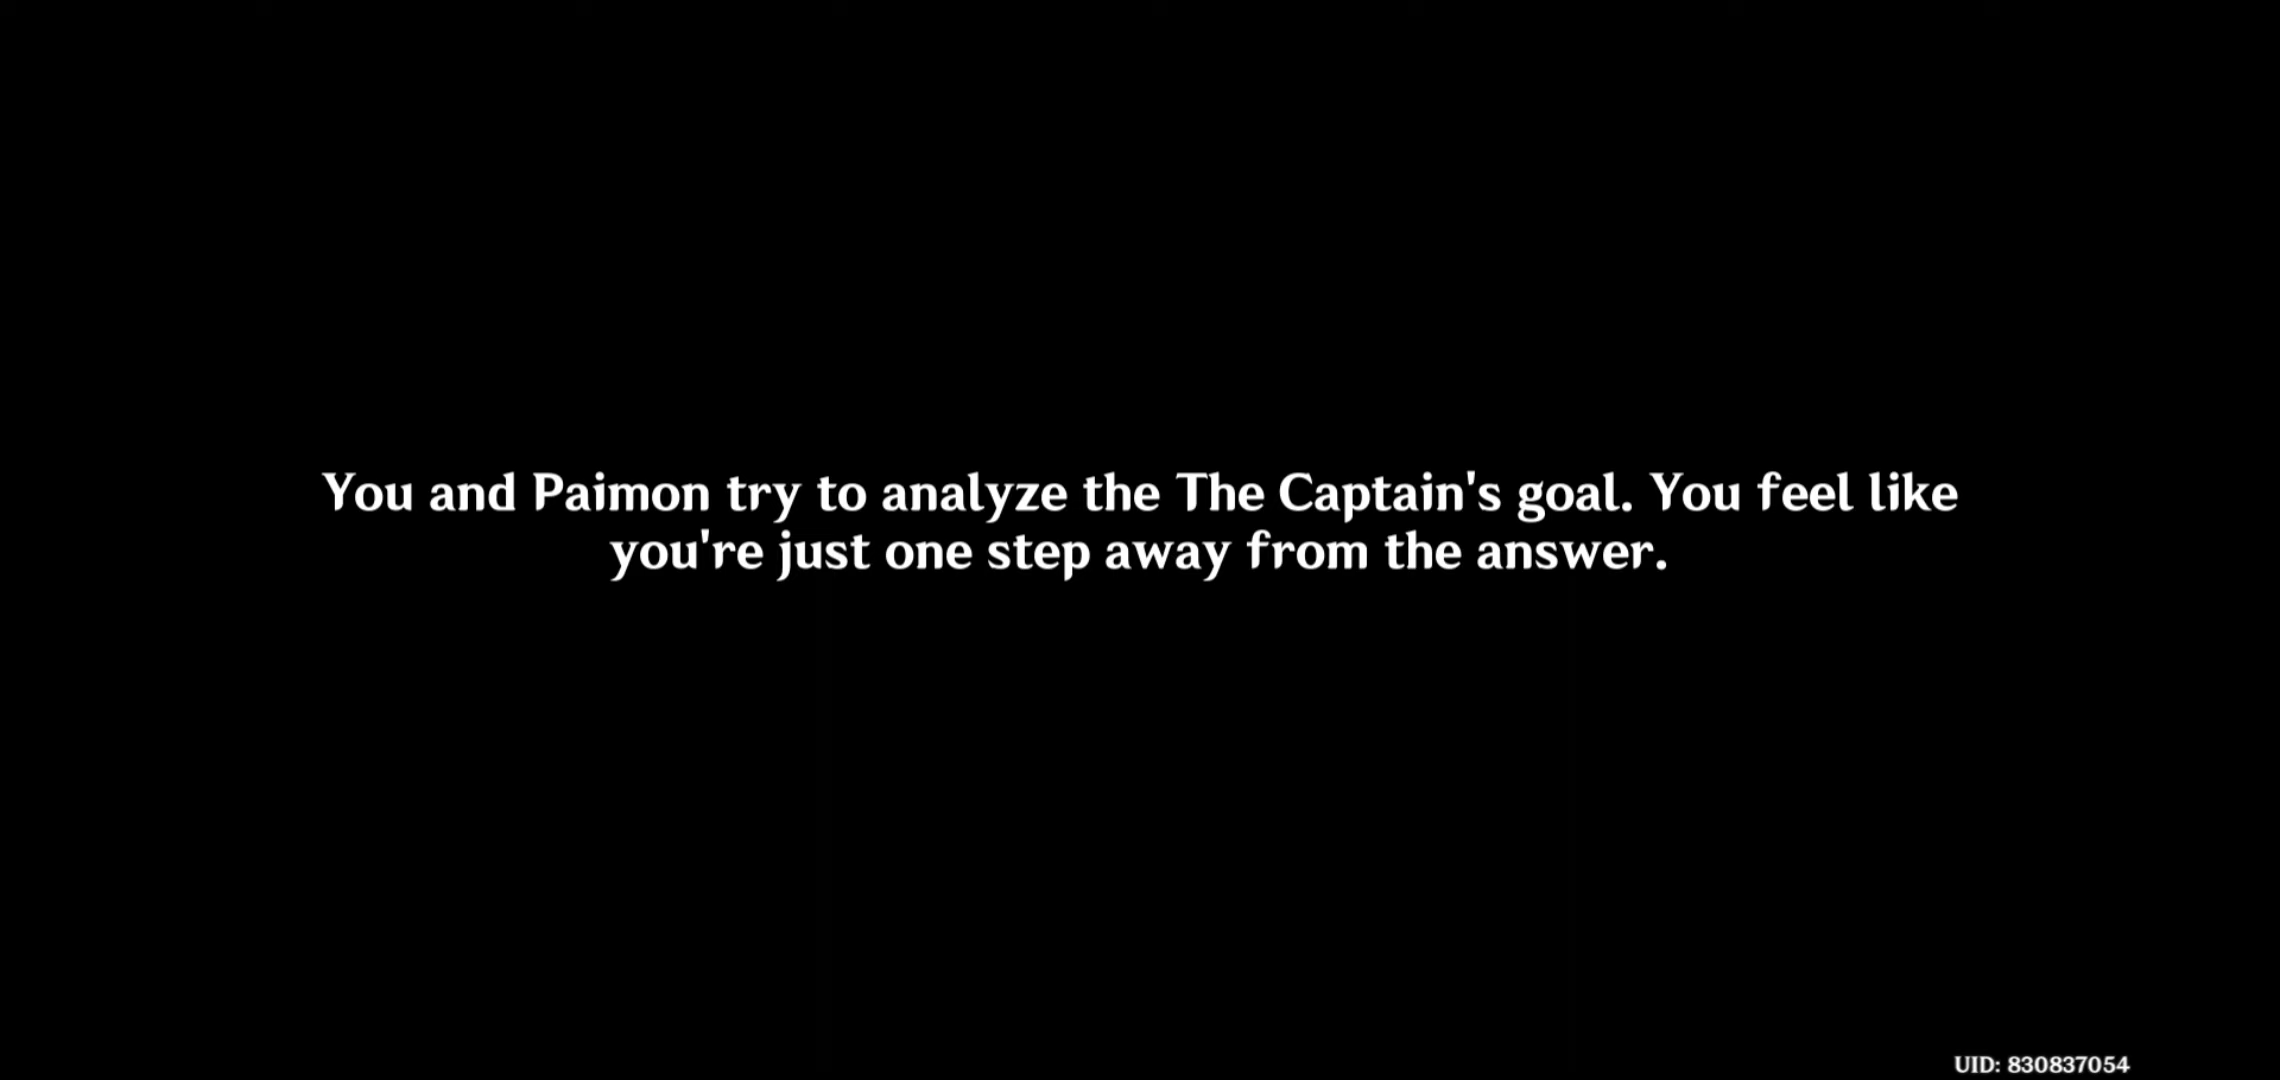 You and Paimon try to analyze the The Captain's goal. You feel like
you're just one step away from the answer.
UID: 830837054